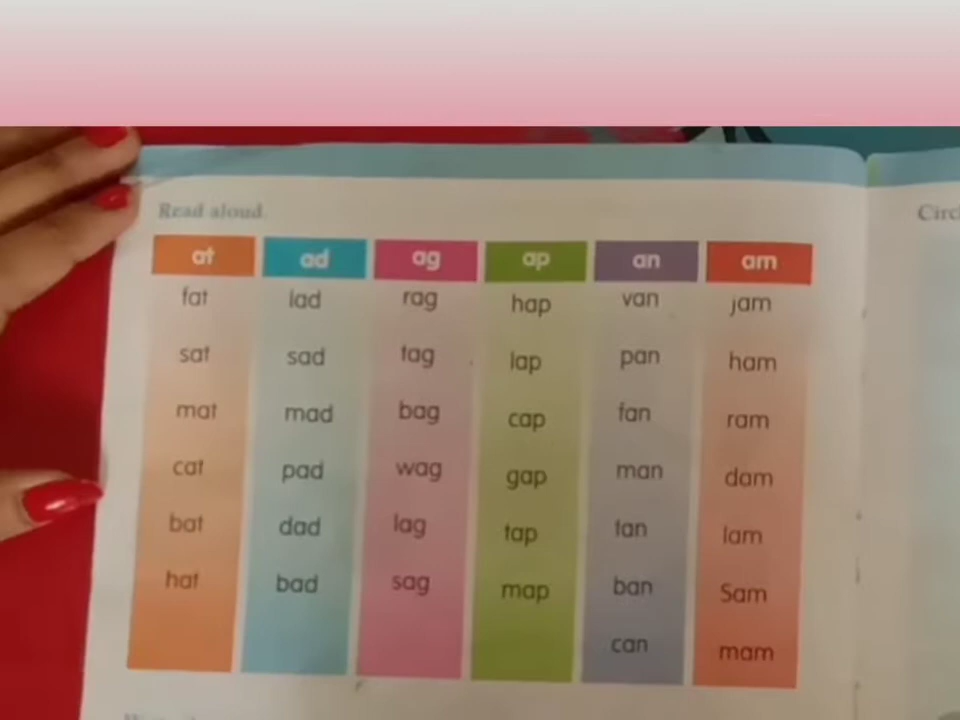 Read aloud.
at ad ag ap an am
fat lad rag hap van jam
sat sad tag lap pan ham
mat mad bag cap fan ram
cat pad wag gap man dam
bat dad lag tap tan lam
hat bad sag map ban Sam
can mam